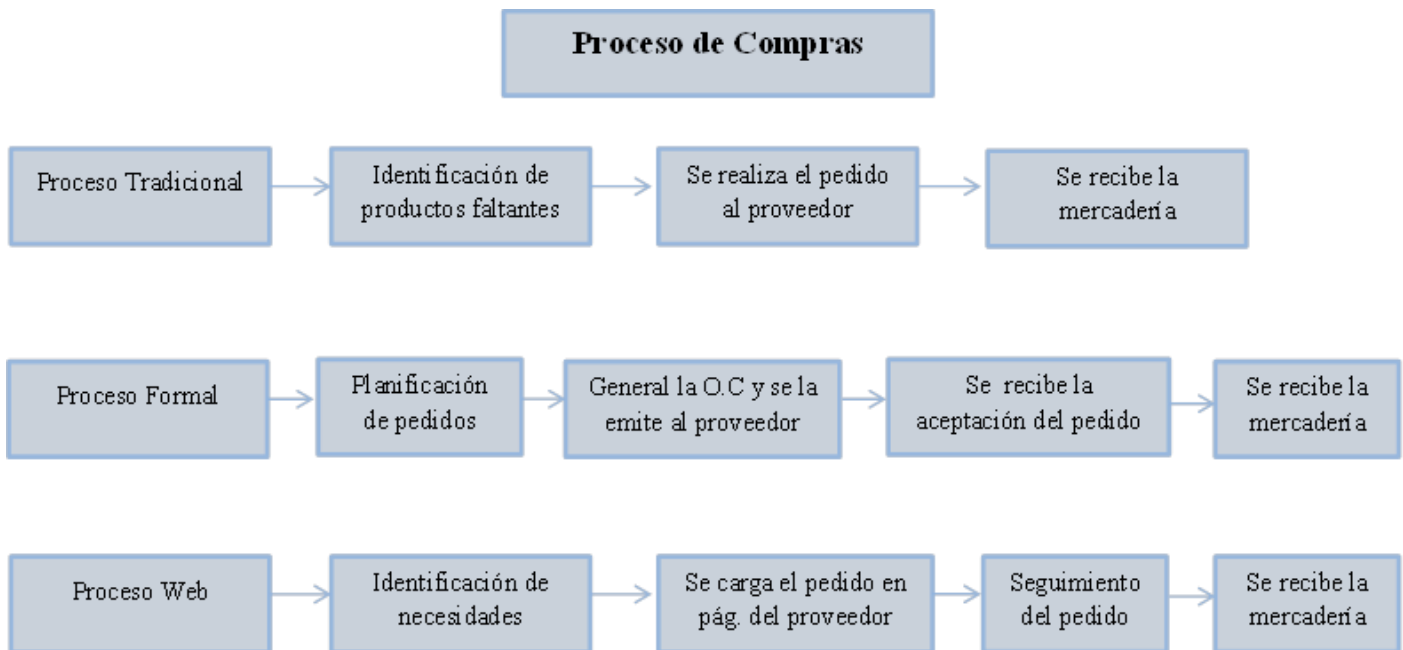 Proceso de Compras
Proceso Tradicional
Identificación de
productos faltantes
Se realiza el pedido
al proveedor
Se recibe la
mercadería
Proceso Formal
Planificación
de pedidos
General la O.C y se la
emite al proveedor
Se recibe la
aceptación del pedido
Se recibe la
mercadería
Proceso Web
Identificación de
necesidades
Se carga el pedido en
pág. del proveedor
Seguimiento
del pedido
Se recibe la
mercadería